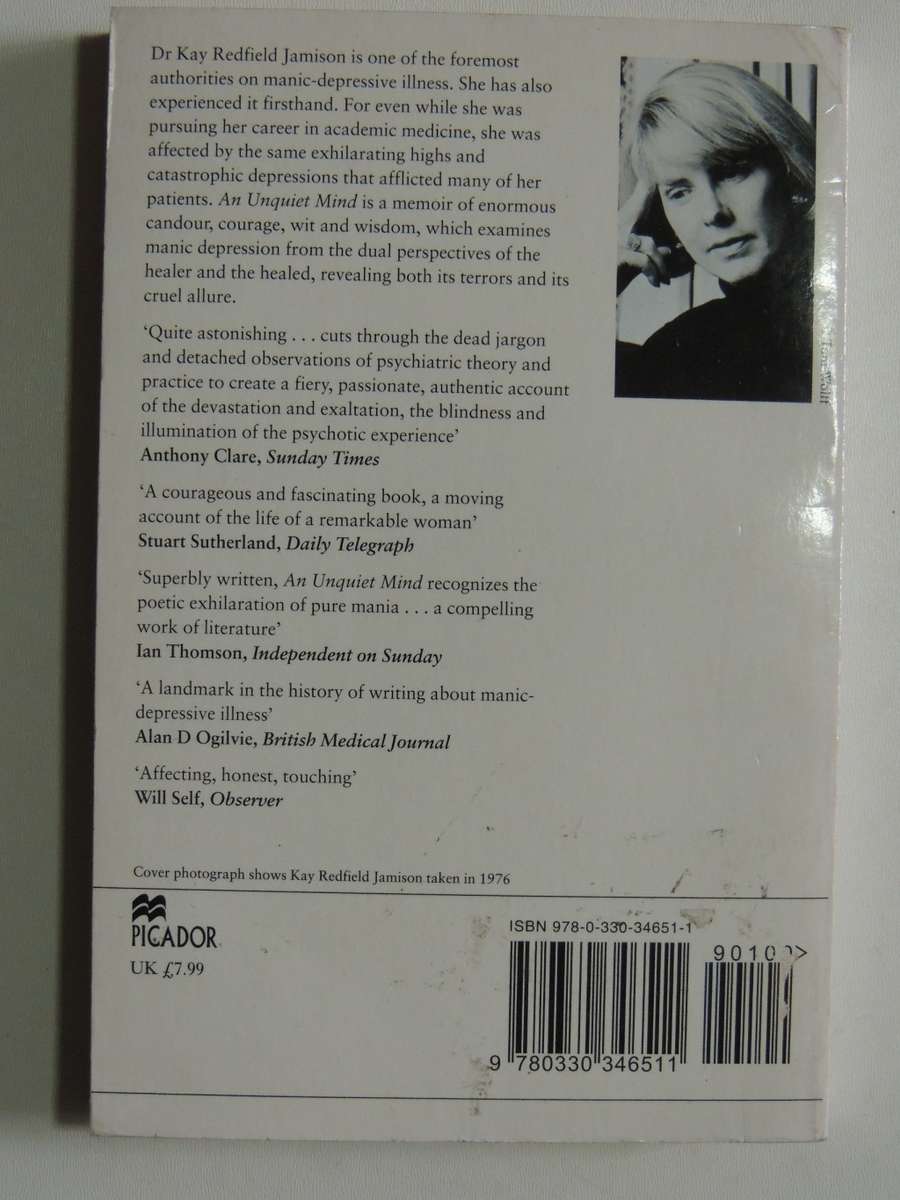 Dr Kay Redfield Jamison is one of the foremost
authorities on manic-depressive illness. She has also
experienced it firsthand. For even while she was
pursuing her career in academic medicine, she was
affected by the same exhilarating highs and
catastrophic depressions that afflicted many of her
patients. An Unquiet Mind is a memoir of enormous
candour, courage, wit and wisdom, which examines
manic depression from the dual perspectives of the
healer and the healed, revealing both its terrors and its
cruel allure.
‘Quite astonishing . . . cuts through the dead jargon
and detached observations of psychiatric theory and
practice to create a fiery, passionate, authentic account
of the devastation and exaltation, the blindness and
illumination of the psychotic experience’
Anthony Clare, Sunday Times
‘A courageous and fascinating book, a moving
account of the life of a remarkable woman’
Stuart Sutherland, Daily Telegraph
‘Superbly written, An Unquiet Mind recognizes the
poetic exhilaration of pure mania . . . a compelling
work of literature’
Ian Thomson, Independent on Sunday
‘A landmark in the history of writing about manic-
depressive illness’
Alan D Ogilvie, British Medical Journal
‘Affecting, honest, touching’
Will Self, Observer
Cover photograph shows Kay Redfield Jamison taken in 1976
PICADOR
UK £7.99
ISBN 978-0-330-34651-1
90100>
9 780330 346511